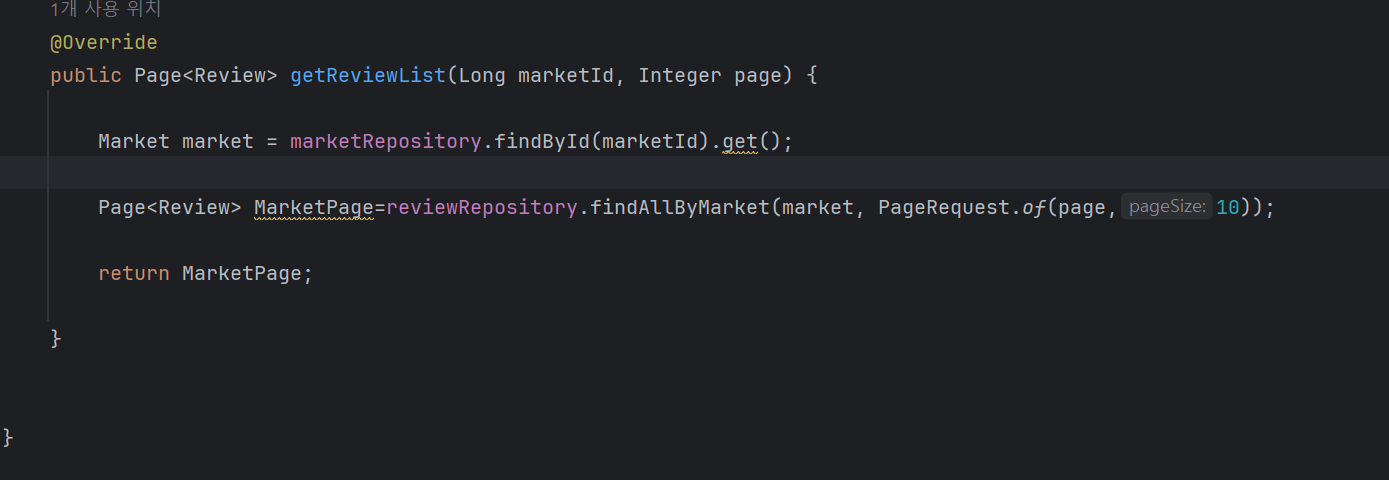 1개 사용 위치
@Override
public Page<Review> getReviewList(Long marketId, Integer page) {
Market market = marketRepository.findById(marketId).get();
Page<Review> MarketPage=reviewRepository.findAllByMarket(market, PageRequest.of(page, pageSize: 10));
return MarketPage;
}
}